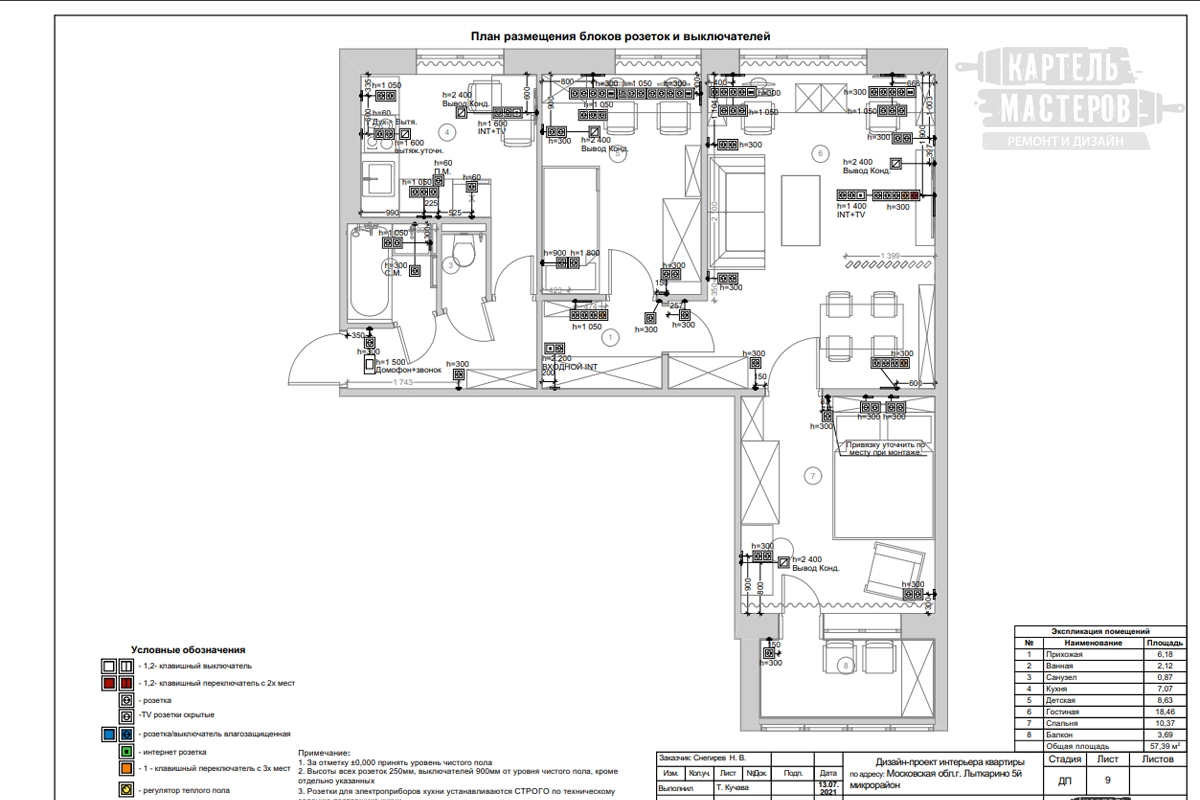 План размещения блоков розеток и выключателей
КАРТЕЛЬ
МАСТЕРОВ
РЕМОНТ И ДИЗАЙН
h=1 050
h=60
Вытя.
h=1 600
вытяж.уточн.
h=2 400
Вывод Конд.
h=1 600
INT+TV
600
4
h=60
П.М.
h=1 050
h=60
225
990
525
800
h=300
1 050
h=300
h=1 050
900
h=300
h=2 400
Вывод Конд.
5
h=900
h=1 800
423
h=300
150
h=300
h=1 050
h=300
h=1 050
h=300
6
h=2 400
Вывод Конд.
h=1 400
INT+TV
h=300
1 399
h=300
350
h=1 050
h=300
С.М.
3
h=1 050
257
h=300
h=300
1
350
h=300
h=1 500
Домофон+звонок
1 743
h=300
h=2 200
ВХОДНОЙ INT
200
h=300
150
h=300
600
h=300
h=300
h=300
Привязку уточнить по
месту при монтаже.
7
h=300
h=2 400
Вывод Конд.
900
800
h=300
300
150
h=300
8
Условные обозначения
- 1,2- клавишный выключатель
- 1,2- клавишный переключатель с 2х мест
- розетка
-TV розетки скрытые
- розетка/выключатель влагозащищенная
- интернет розетка
- 1 - клавишный переключатель с 3х мест
- регулятор теплого пола
Примечание:
1. За отметку ±0,000 принять уровень чистого пола
2. Высоты всех розеток 250мм, выключателей 900мм от уровня чистого пола, кроме
отдельно указанных
3. Розетки для электроприборов кухни устанавливаются СТРОГО по техническому
Экспликация помещений
№ Наименование Площадь
1 Прихожая 6,18
2 Ванная 2,12
3 Санузел 0,87
4 Кухня 7,07
5 Детская 8,63
6 Гостиная 18,46
7 Спальня 10,37
8 Балкон 3,69
Общая площадь 57,39 м²
Заказчик: Снегирев Н. В.
Изм. Кол.уч. Лист №Док. Подп. Дата
Выполнил Т. Кучава 13.07.2021
Дизайн-проект интерьера квартиры
по адресу: Московская обл.г. Лыткарино 5й
микрорайон
Стадия Лист Листов
ДП 9